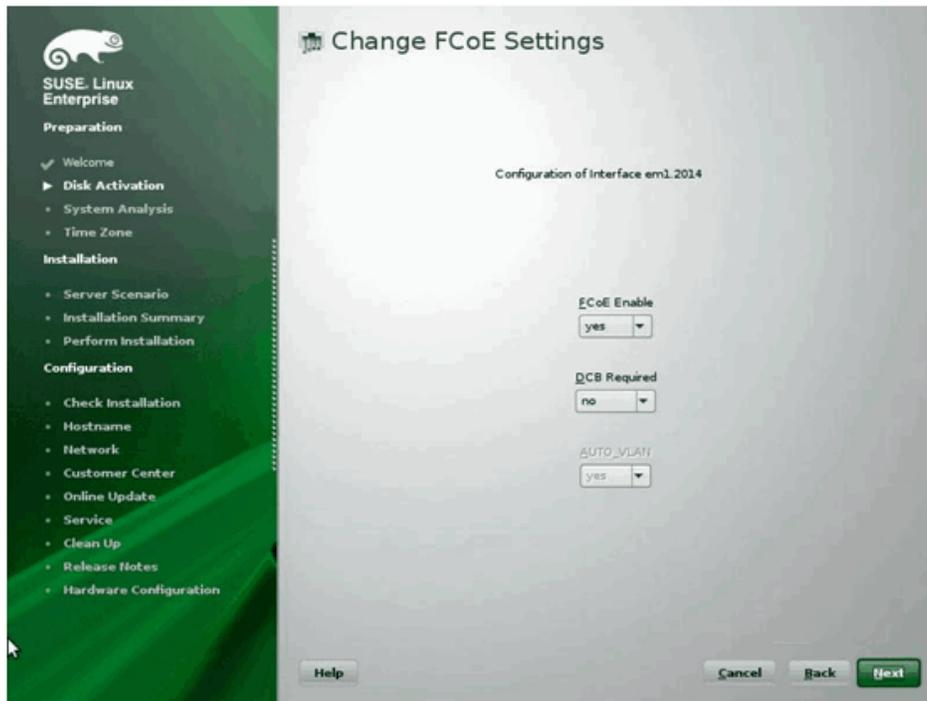 SUSE. Linux
Enterprise
Preparation
Welcome
Disk Activation
System Analysis
Time Zone
Installation
Server Scenario
Installation Summary
Perform Installation
Configuration
Check Installation
Hostname
Network
Customer Center
Online Update
Service
Clean Up
Release Notes
Hardware Configuration
Change FCoE Settings
Configuration of Interface em1.2014
FCoE Enable
yes
DCB Required
no
AUTO_VLAN
yes
Help
Cancel
Back
Next